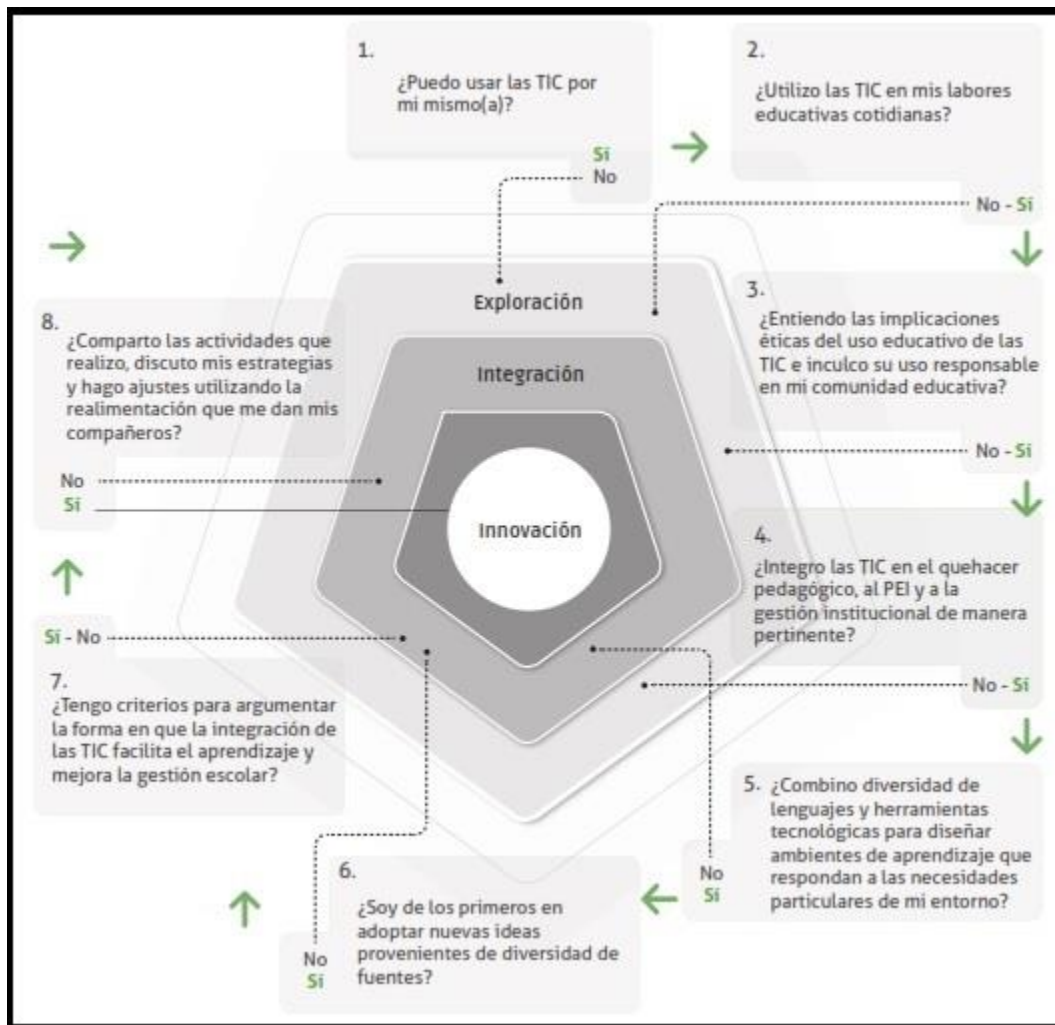 1.
¿Puedo usar las TIC por
mi mismo(a)?
Sí
No
2.
¿Utilizo las TIC en mis labores
educativas cotidianas?
No - Sí
3.
¿Entiendo las implicaciones
éticas del uso educativo de las
TIC e inculco su uso responsable
en mi comunidad educativa?
No - Sí
4.
¿Integro las TIC en el quehacer
pedagógico, al PEI y a la
gestión institucional de manera
pertinente?
No - Sí
5. ¿Combino diversidad de
lenguajes y herramientas
tecnológicas para diseñar
ambientes de aprendizaje que
respondan a las necesidades
particulares de mi entorno?
No
Sí
6.
¿Soy de los primeros en
adoptar nuevas ideas
provenientes de diversidad de
fuentes?
No
Sí
Sí - No
7.
¿Tengo criterios para argumentar
la forma en que la integración de
las TIC facilita el aprendizaje y
mejora la gestión escolar?
8.
¿Comparto las actividades que
realizo, discuto mis estrategias
y hago ajustes utilizando la
realimentación que me dan mis
compañeros?
No
Sí
Exploración
Integración
Innovación